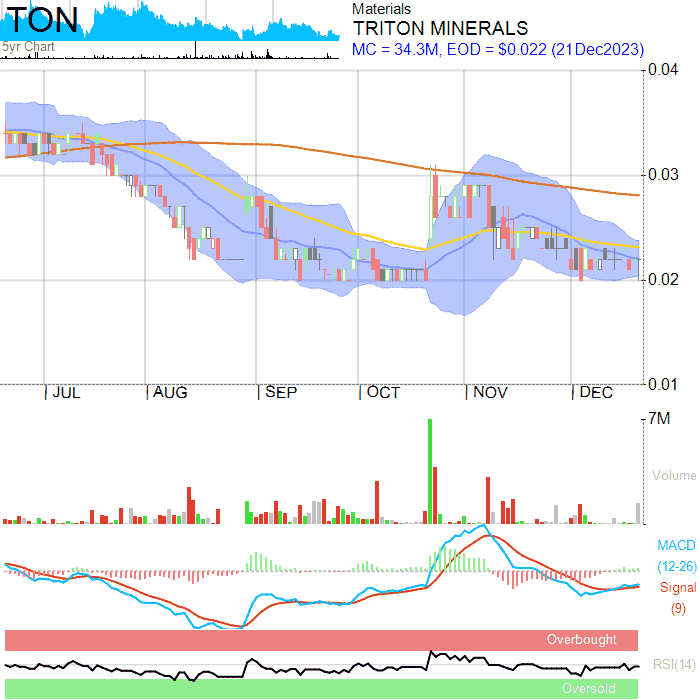 TON
5yr Chart
Materials
TRITON MINERALS
MC = 34.3M, EOD = $0.022 (21Dec2023)
0.04
0.03
0.02
0.01
JUL AUG SEP OCT NOV DEC
7M
Volume
MACD
(12-26)
Signal
(9)
Overbought
RSI(14)
Oversold